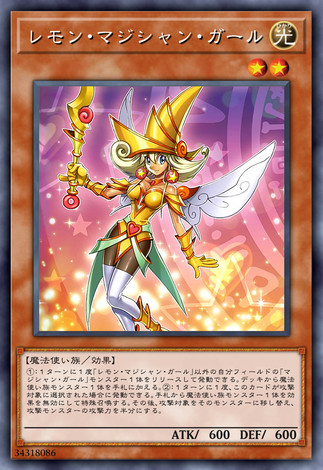 レモン・マジシャン・ガール
光
【魔法使い族／効果】
①:１ターンに１度「レモン・マジシャン・ガール」以外の自分フィールドの「マ
ジシャン・ガール」モンスター１体をリリースして発動できる。デッキから魔法
使い族モンスター１体を手札に加える。②:１ターンに１度、このカードが攻撃
対象に選択された場合に発動できる。手札から魔法使い族モンスター１体を効
果を無効にして特殊召喚する。その後、攻撃対象をそのモンスターに移し替え、
攻撃モンスターの攻撃力を半分にする。
ATK/ 600 DEF/ 600
34318086